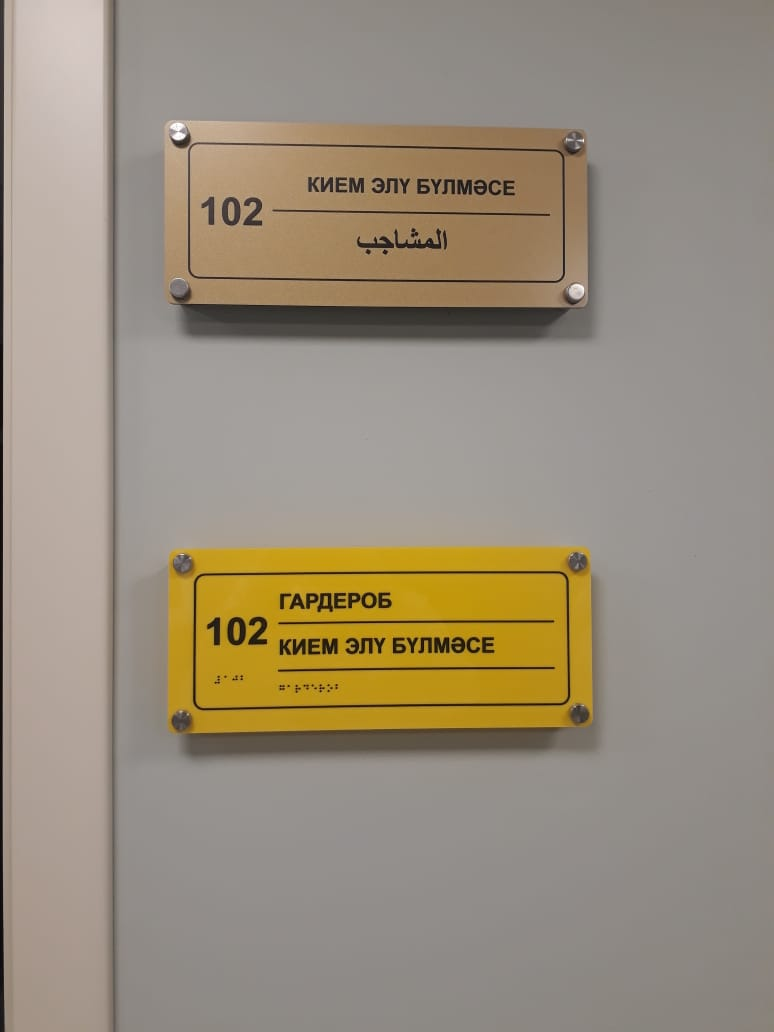 102
КИЕМ ЭЛҮ БҮЛМӘСЕ
المشاجب
102
ГАРДЕРОБ
КИЕМ ЭЛҮ БҮЛМӘСЕ
⠼⠁⠚⠃
⠛⠁⠗⠙⠑⠗⠕⠃